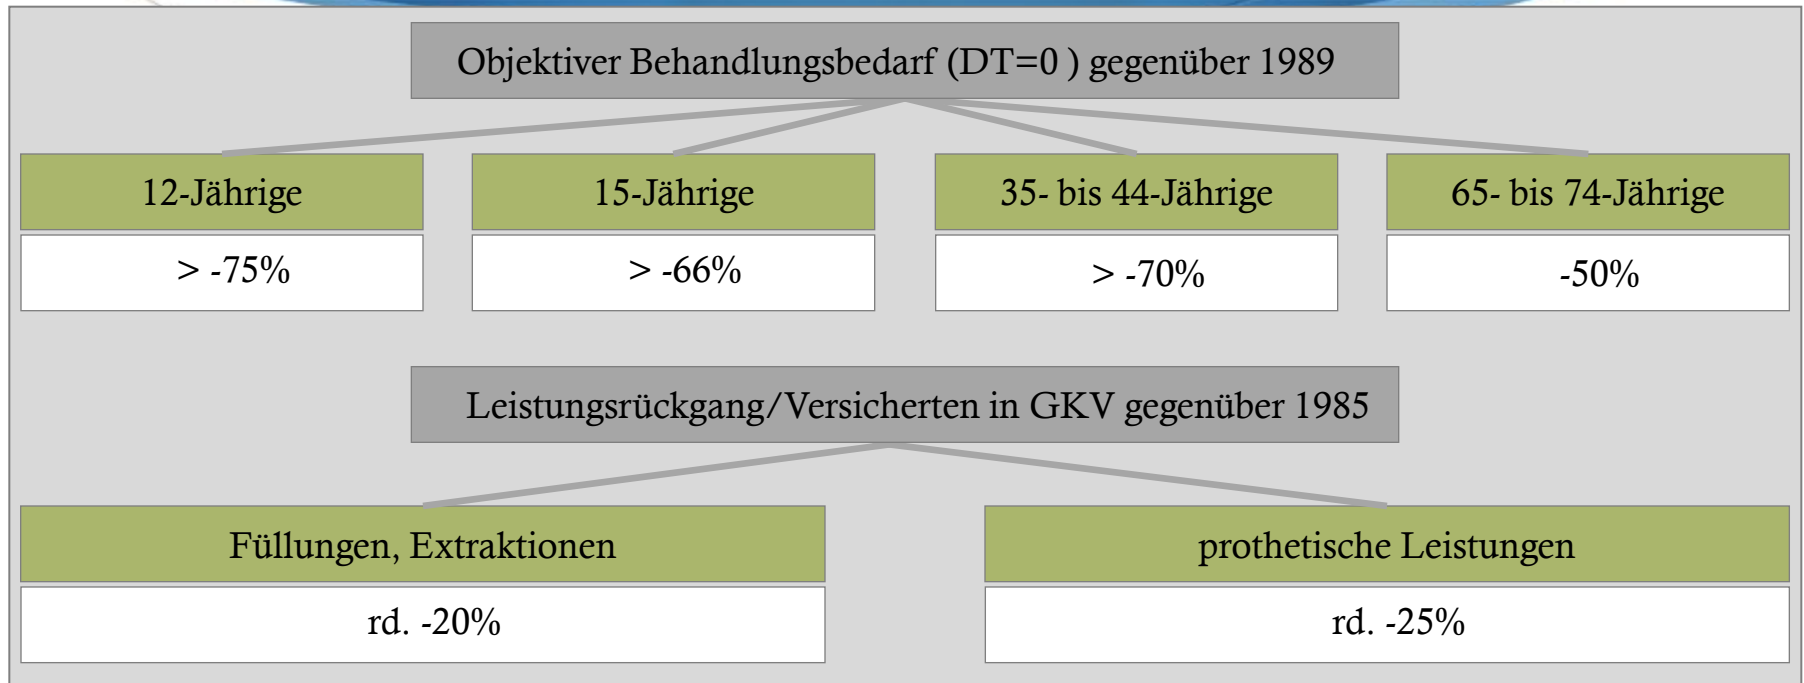 Objektiver Behandlungsbedarf (DT=0 ) gegenüber 1989
12-Jährige
15-Jährige
35- bis 44-Jährige
65- bis 74-Jährige
> -75%
> -66%
> -70%
-50%
Leistungsrückgang/Versicherten in GKV gegenüber 1985
Füllungen, Extraktionen
prothetische Leistungen
rd. -20%
rd. -25%